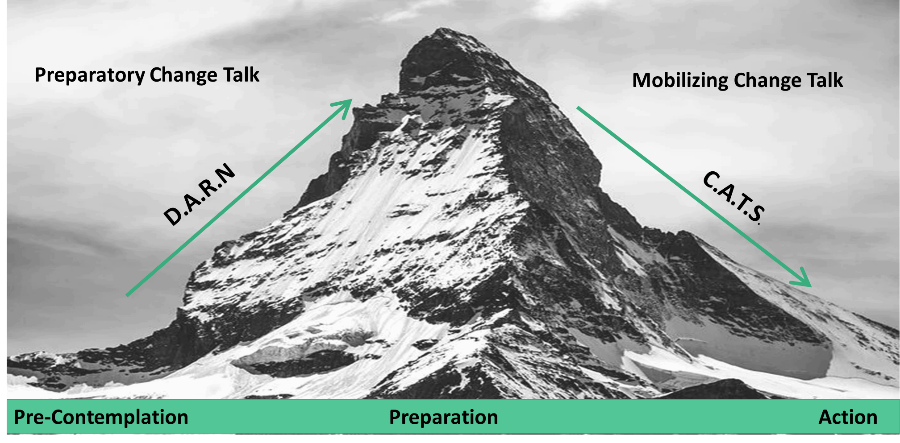 Preparatory Change Talk
Mobilizing Change Talk
D.A.R.N
C.A.T.S.
Pre-Contemplation
Preparation
Action